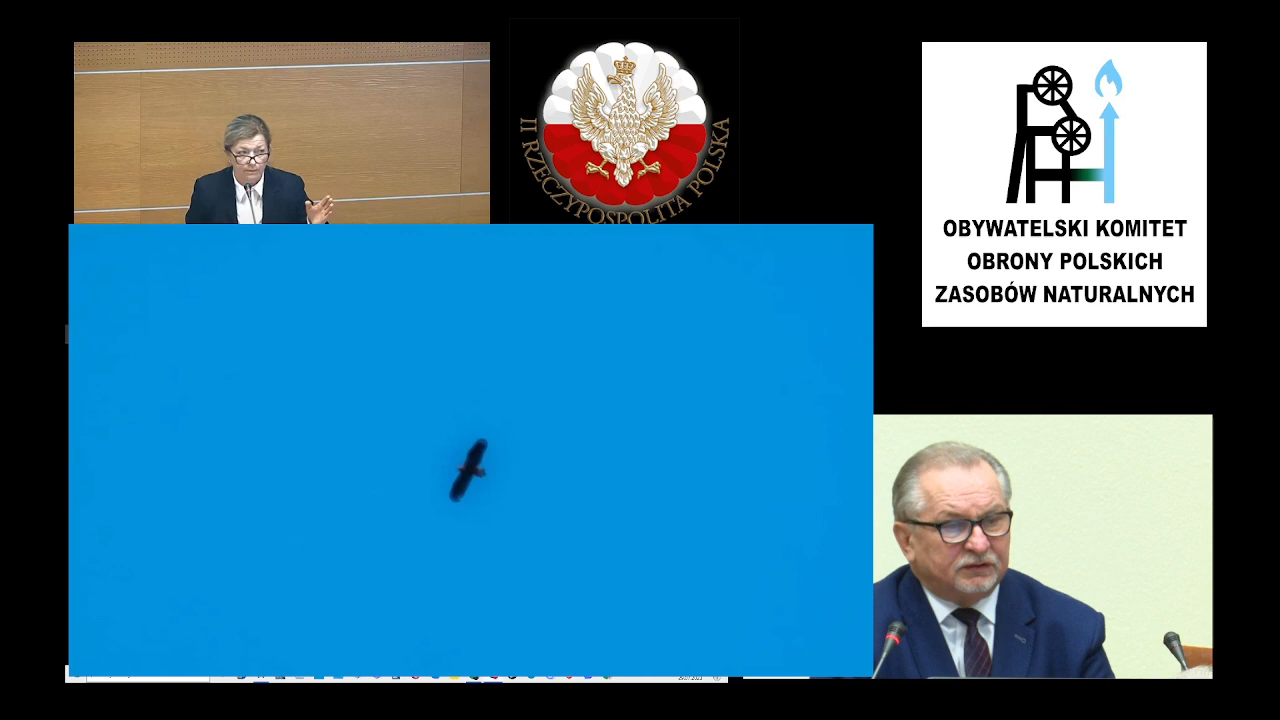 II RZECZYPOSPOLITA POLSKA
OBYWATELSKI KOMITET
OBRONY POLSKICH
ZASOBÓW NATURALNYCH